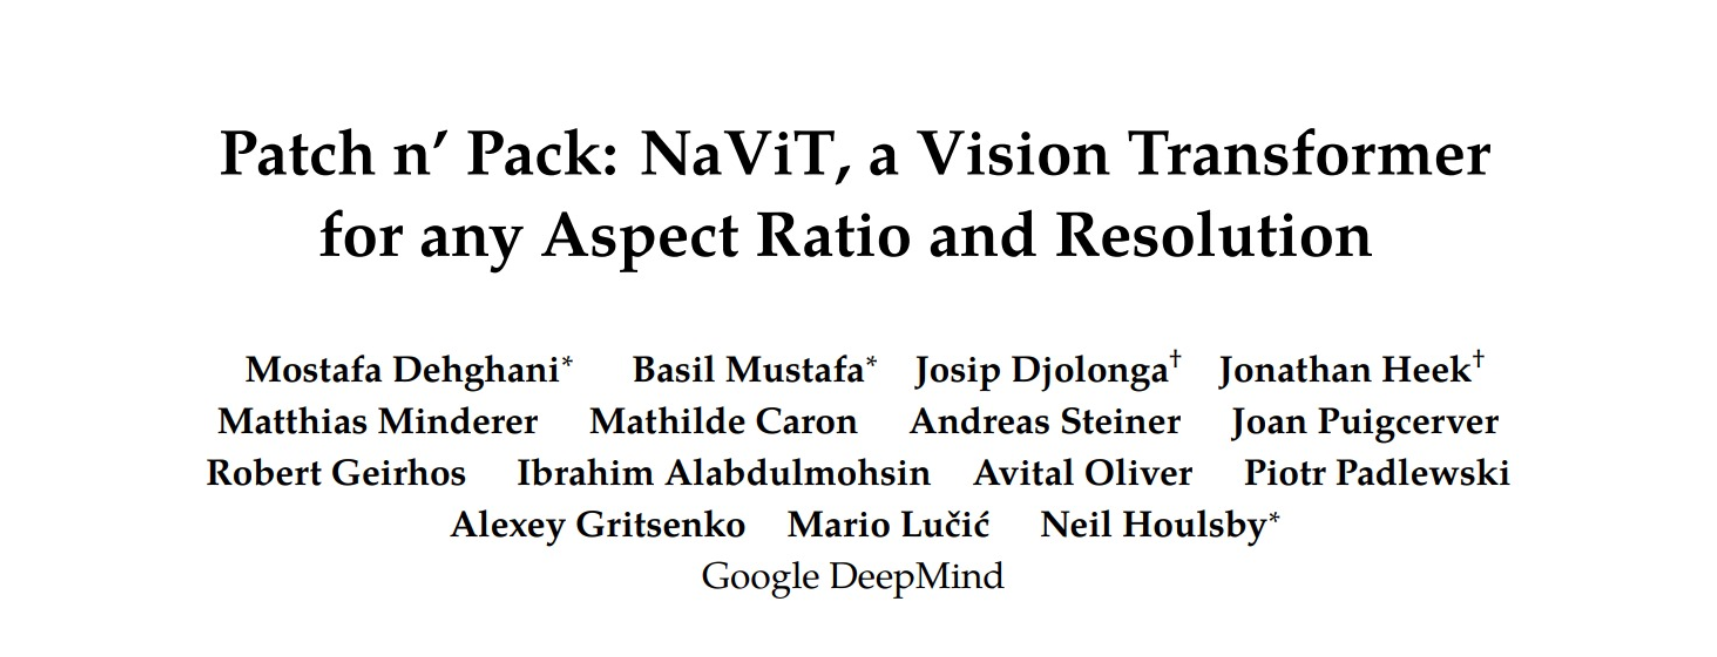 Patch n’ Pack: NaViT, a Vision Transformer
for any Aspect Ratio and Resolution
Mostafa Dehghani* Basil Mustafa* Josip Djolonga† Jonathan Heek†
Matthias Minderer Mathilde Caron Andreas Steiner Joan Puigcerver
Robert Geirhos Ibrahim Alabdulmohsin Avital Oliver Piotr Padlewski
Alexey Gritsenko Mario Lučić Neil Houlsby*
Google DeepMind